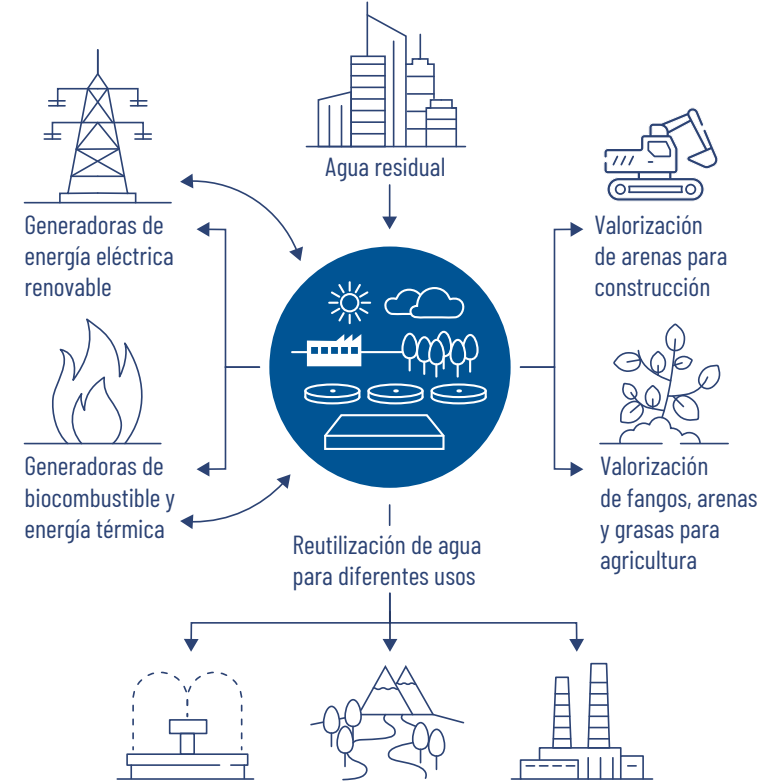 Agua residual
Generadoras de
energía eléctrica
renovable
Valorización
de arenas para
construcción
Generadoras de
biocombustible y
energía térmica
Valorización
de fangos, arenas
y grasas para
agricultura
Reutilización de agua
para diferentes usos